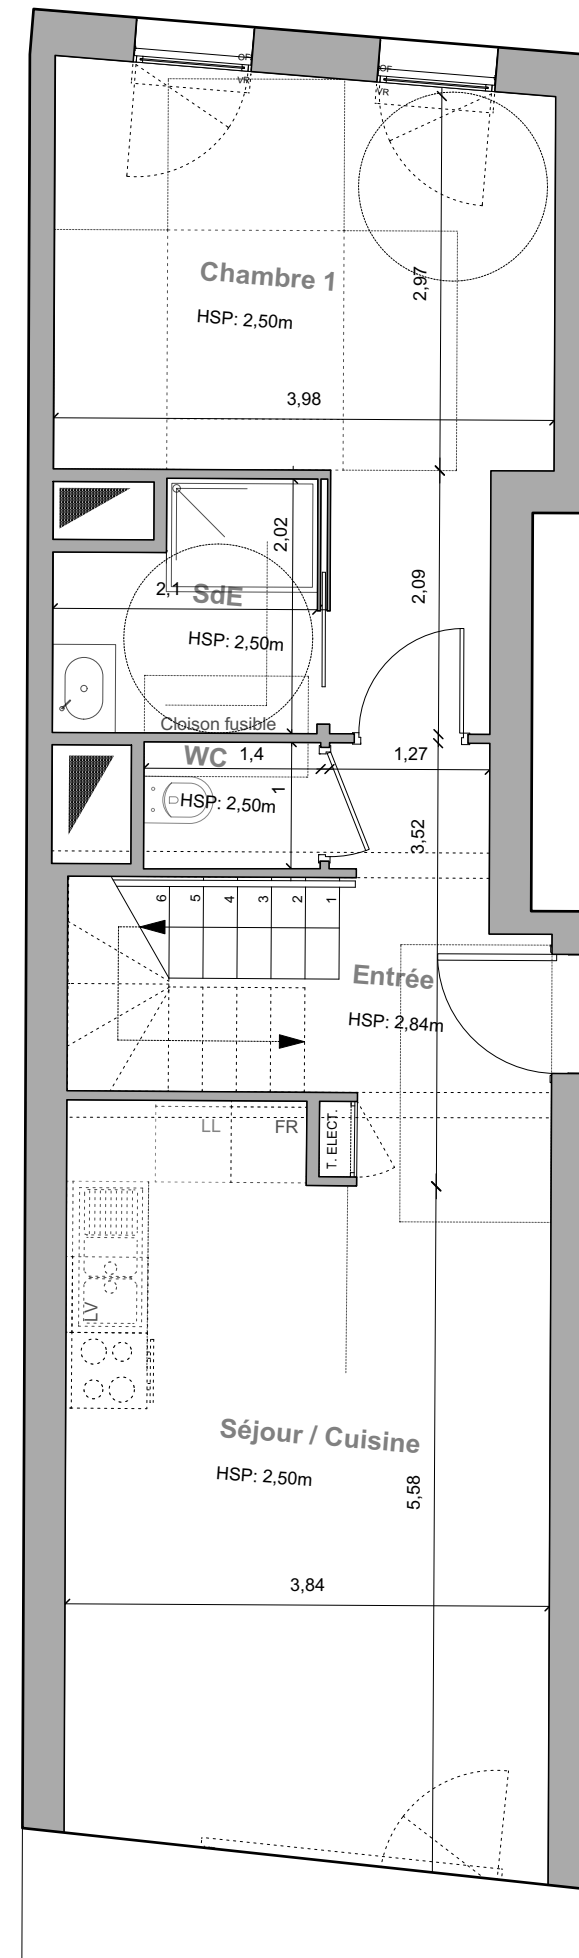 OF
VR
OF
VR
Chambre 1
2,97
HSP: 2,50m
3,98
2,02
2,09
2,1
SdE
HSP: 2,50m
Cloison fusible
WC
1,4
1,27
1
HSP: 2,50m
3,52
6
5
4
3
2
1
Entrée
HSP: 2,84m
LL
FR
T. ELECT.
LV
Séjour / Cuisine
HSP: 2,50m
5,58
3,84